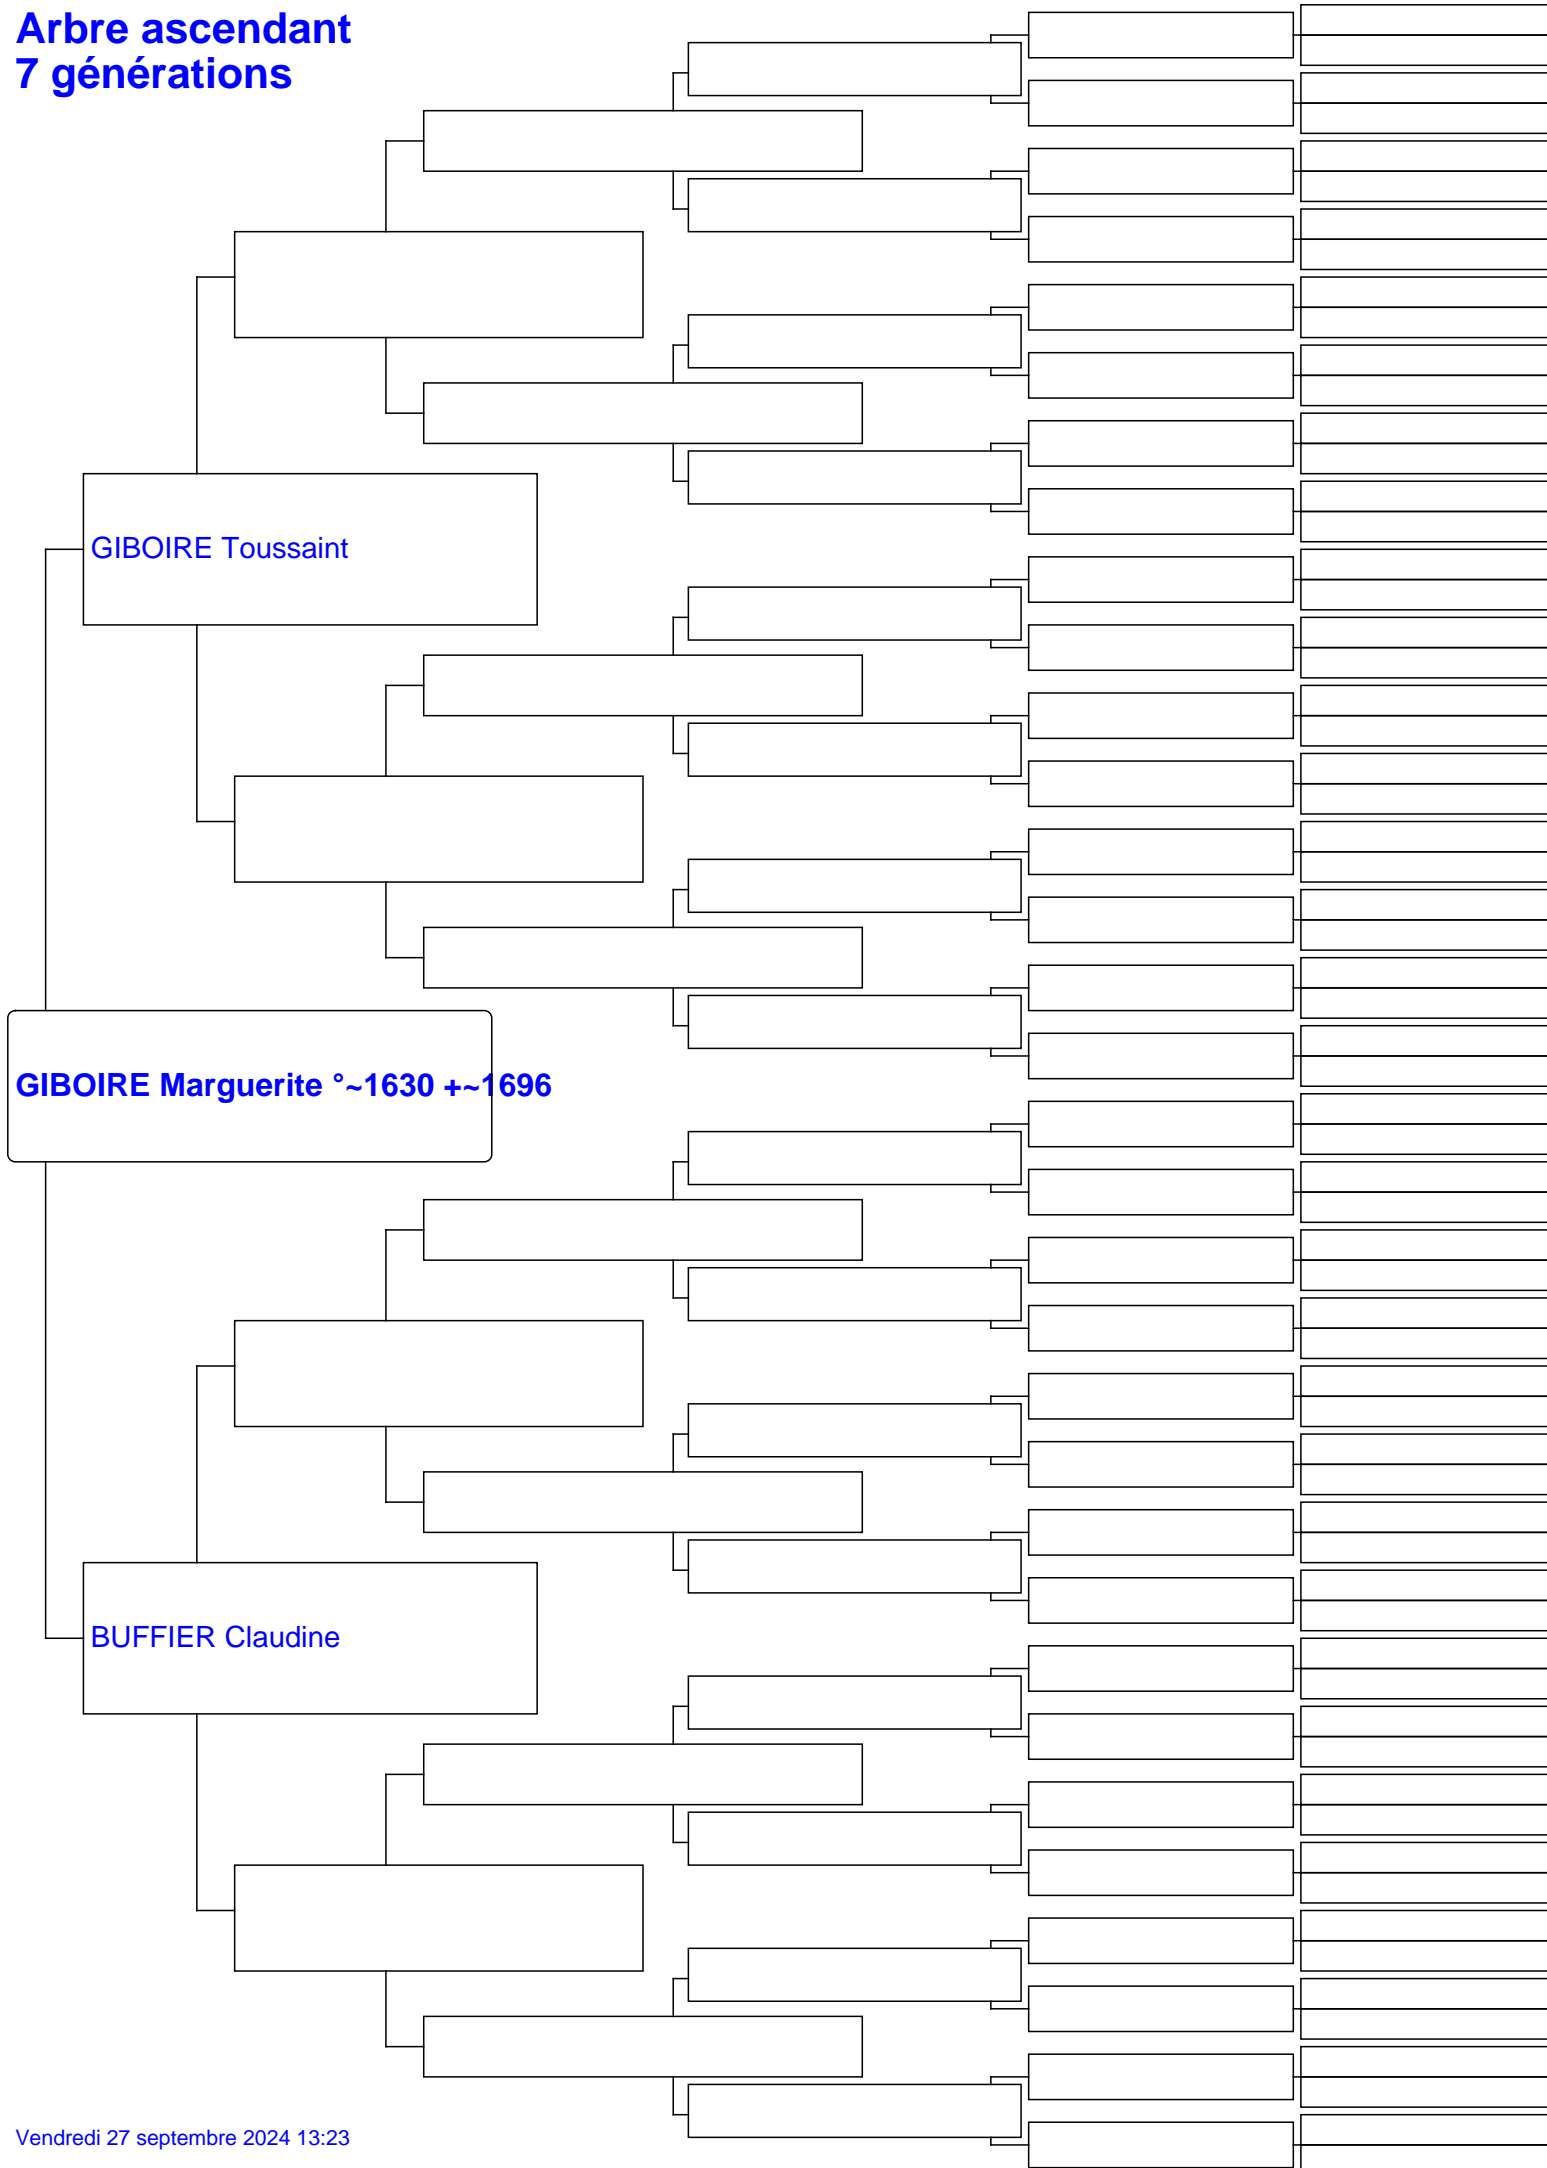 Arbre ascendant
7 générations
GIBOIRE Toussaint
GIBOIRE Marguerite °~1630 +~1696
BUFFIER Claudine
Vendredi 27 septembre 2024 13:23